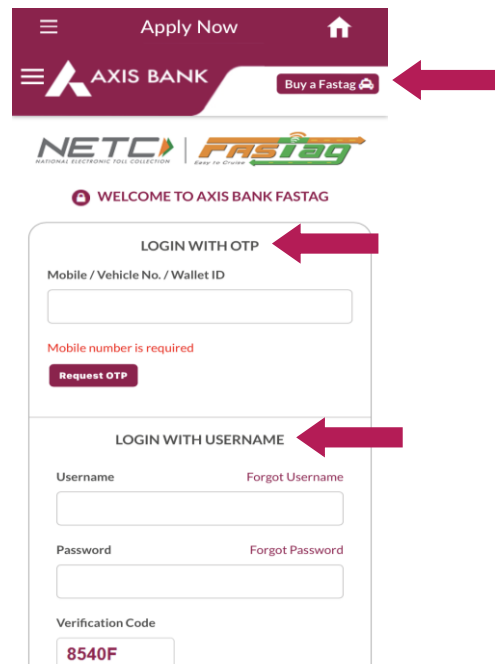 Apply Now
AXIS BANK
Buy a Fastag
NETC | FASTag
NATIONAL ELECTRONIC TOLL COLLECTION Easy to Cruise
WELCOME TO AXIS BANK FASTAG
LOGIN WITH OTP
Mobile / Vehicle No. / Wallet ID
Mobile number is required
Request OTP
LOGIN WITH USERNAME
Username Forgot Username
Password Forgot Password
Verification Code
8540F